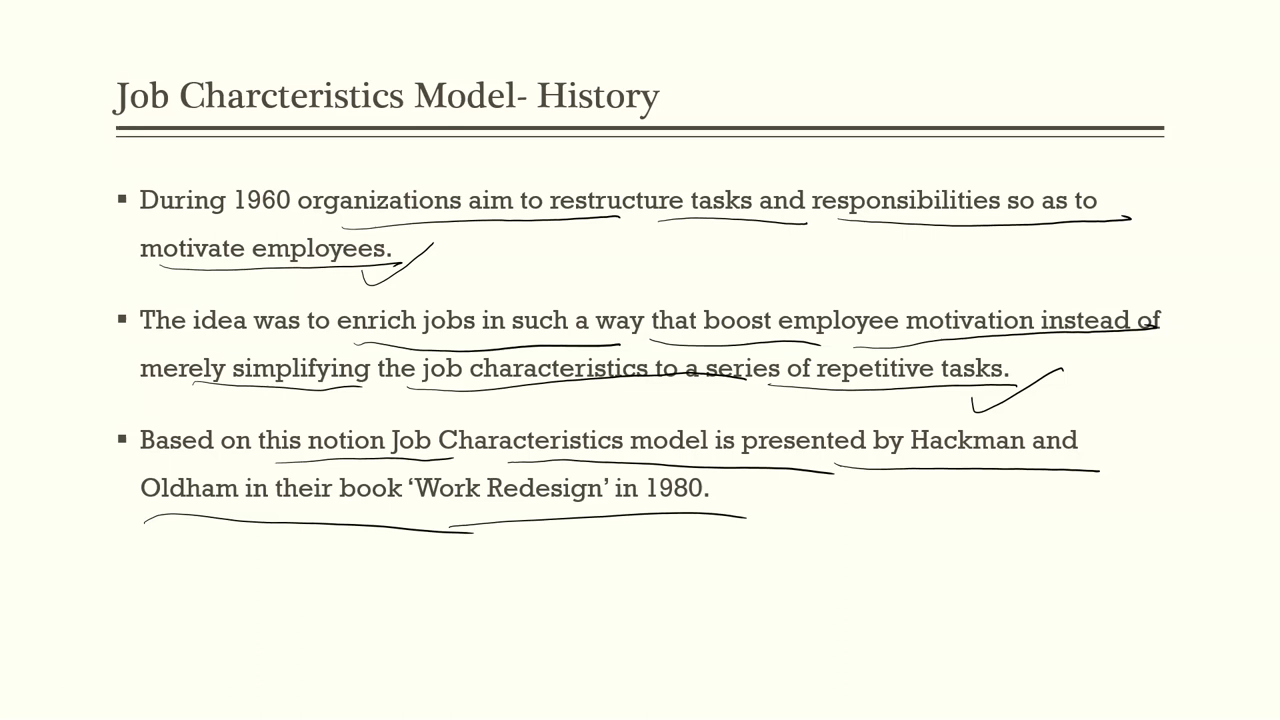 Job Charcteristics Model- History
▪ During 1960 organizations aim to restructure tasks and responsibilities so as to
motivate employees.
▪ The idea was to enrich jobs in such a way that boost employee motivation instead of
merely simplifying the job characteristics to a series of repetitive tasks.
▪ Based on this notion Job Characteristics model is presented by Hackman and
Oldham in their book ‘Work Redesign’ in 1980.